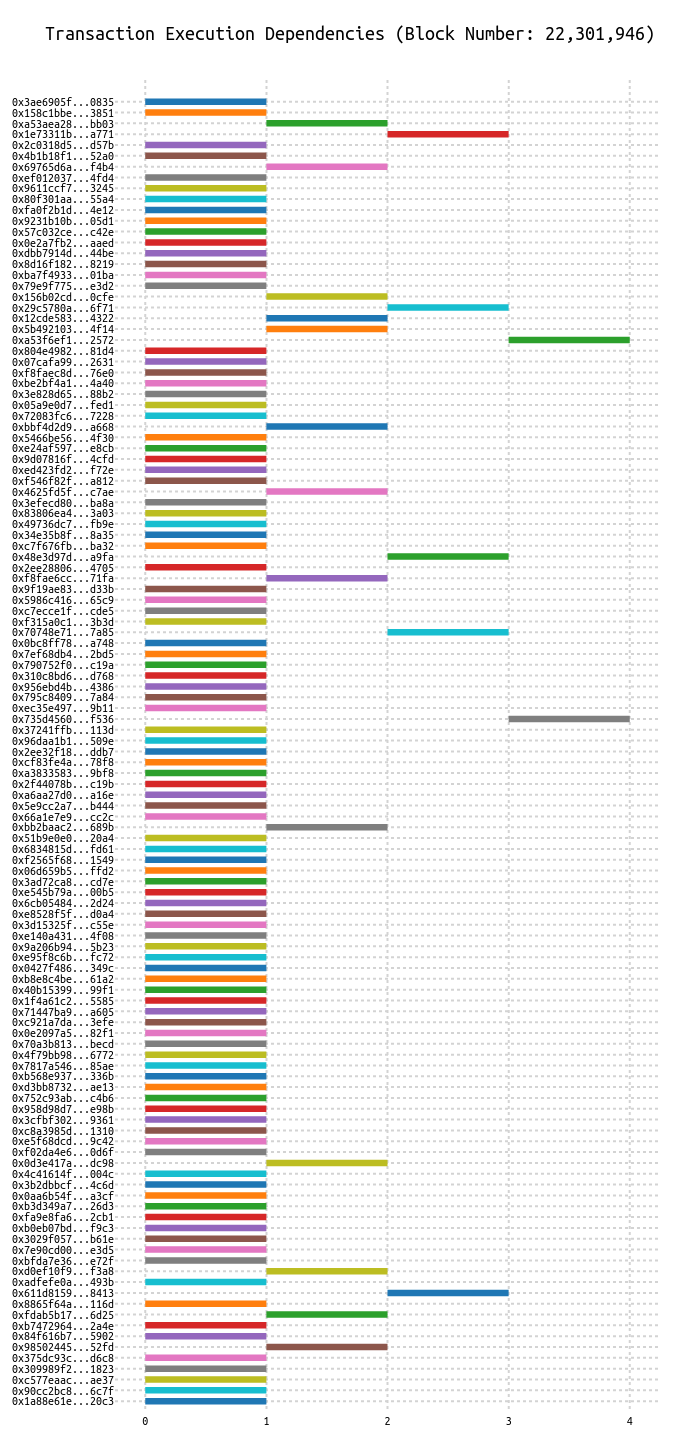 Transaction Execution Dependencies (Block Number: 22,301,946)
0x3ae6905f...0835
0x158c1bbe...3851
0xa53aea28...bb03
0x1e73311b...a771
0x2c0318d5...d57b
0x4b1b18f1...52a0
0x69765d6a...f4b4
0xef012037...4fd4
0x9611ccf7...3245
0x80f301aa...55a4
0xfa0f2b1d...4e12
0x9231b10b...05d1
0x57c032ce...c42e
0x0e2a7fb2...aaed
0xdbb7914d...44be
0x8d16f182...8219
0xba7f4933...01ba
0x79e9f775...e3d2
0x156b02cd...0cfe
0x29c5780a...6f71
0x12cde583...4322
0x5b492103...4f14
0xa53f6ef1...2572
0x804e4982...81d4
0x07cafa99...2631
0xf8faec8d...76e0
0xbe2bf4a1...4a40
0x3e828d65...88b2
0x05a9e0d7...fed1
0x72083fc6...7228
0xbbf4d2d9...a668
0x5466be56...4f30
0xe24af597...e8cb
0x9d07816f...4cfd
0xed423fd2...f72e
0xf546f82f...a812
0x4625fd5f...c7ae
0x3efecd80...ba8a
0x83806ea4...3a03
0x49736dc7...fb9e
0x34e35b8f...8a35
0xc7f676fb...ba32
0x48e3d97d...a9fa
0x2ee28806...4705
0xf8fae6cc...71fa
0x9f19ae83...d33b
0x5986c416...65c9
0xc7ecce1f...cde5
0xf315a0c1...3b3d
0x70748e71...7a85
0x0bc8ff78...a748
0x7ef68db4...2bd5
0x790752f0...c19a
0x310c8bd6...d768
0x956ebd4b...4386
0x795c8409...7a84
0xec35e497...9b11
0x735d4560...f536
0x37241ffb...113d
0x96daa1b1...509e
0x2ee32f18...ddb7
0xcf83fe4a...78f8
0xa3833583...9bf8
0x2f44078b...c19b
0xa6aa27d0...a16e
0x5e9cc2a7...b444
0x66a1e7e9...cc2c
0xbb2baac2...689b
0x51b9e0e0...20a4
0x6834815d...fd61
0xf2565f68...1549
0x06d659b5...ffd2
0x3ad72ca8...cd7e
0xe545b79a...00b5
0x6cb05484...2d24
0xe8528f5f...d0a4
0x3d15325f...c55e
0xe140a431...4f08
0x9a206b94...5b23
0xe95f8c6b...fc72
0x0427f486...349c
0xb8e8c4be...61a2
0x40b15399...99f1
0x1f4a61c2...5585
0x71447ba9...a605
0xc921a7da...3efe
0x0e2097a5...82f1
0x70a3b813...becd
0x4f79bb98...6772
0x7817a546...85ae
0xb568e937...336b
0xd3bb8732...ae13
0x752c93ab...c4b6
0x958d98d7...e98b
0x3cfbf302...9361
0xc8a3985d...1310
0xe5f68dcd...9c42
0xf02da4e6...0d6f
0x0d3e417a...dc98
0x4c41614f...004c
0x3b2dbbcf...4c6d
0x0aa6b54f...a3cf
0xb3d349a7...26d3
0xfa9e8fa6...2cb1
0xb0eb07bd...f9c3
0x3029f057...b61e
0x7e90cd00...e3d5
0xbfda7e36...e72f
0xd0ef10f9...f3a8
0xadfefe0a...493b
0x611d8159...8413
0x8865f64a...116d
0xfdab5b17...6d25
0xb7472964...2a4e
0x84f616b7...5902
0x98502445...52fd
0x375dc93c...d6c8
0x309989f2...1823
0xc577eaac...ae37
0x90cc2bc8...6c7f
0x1a88e61e...20c3
0 1 2 3 4